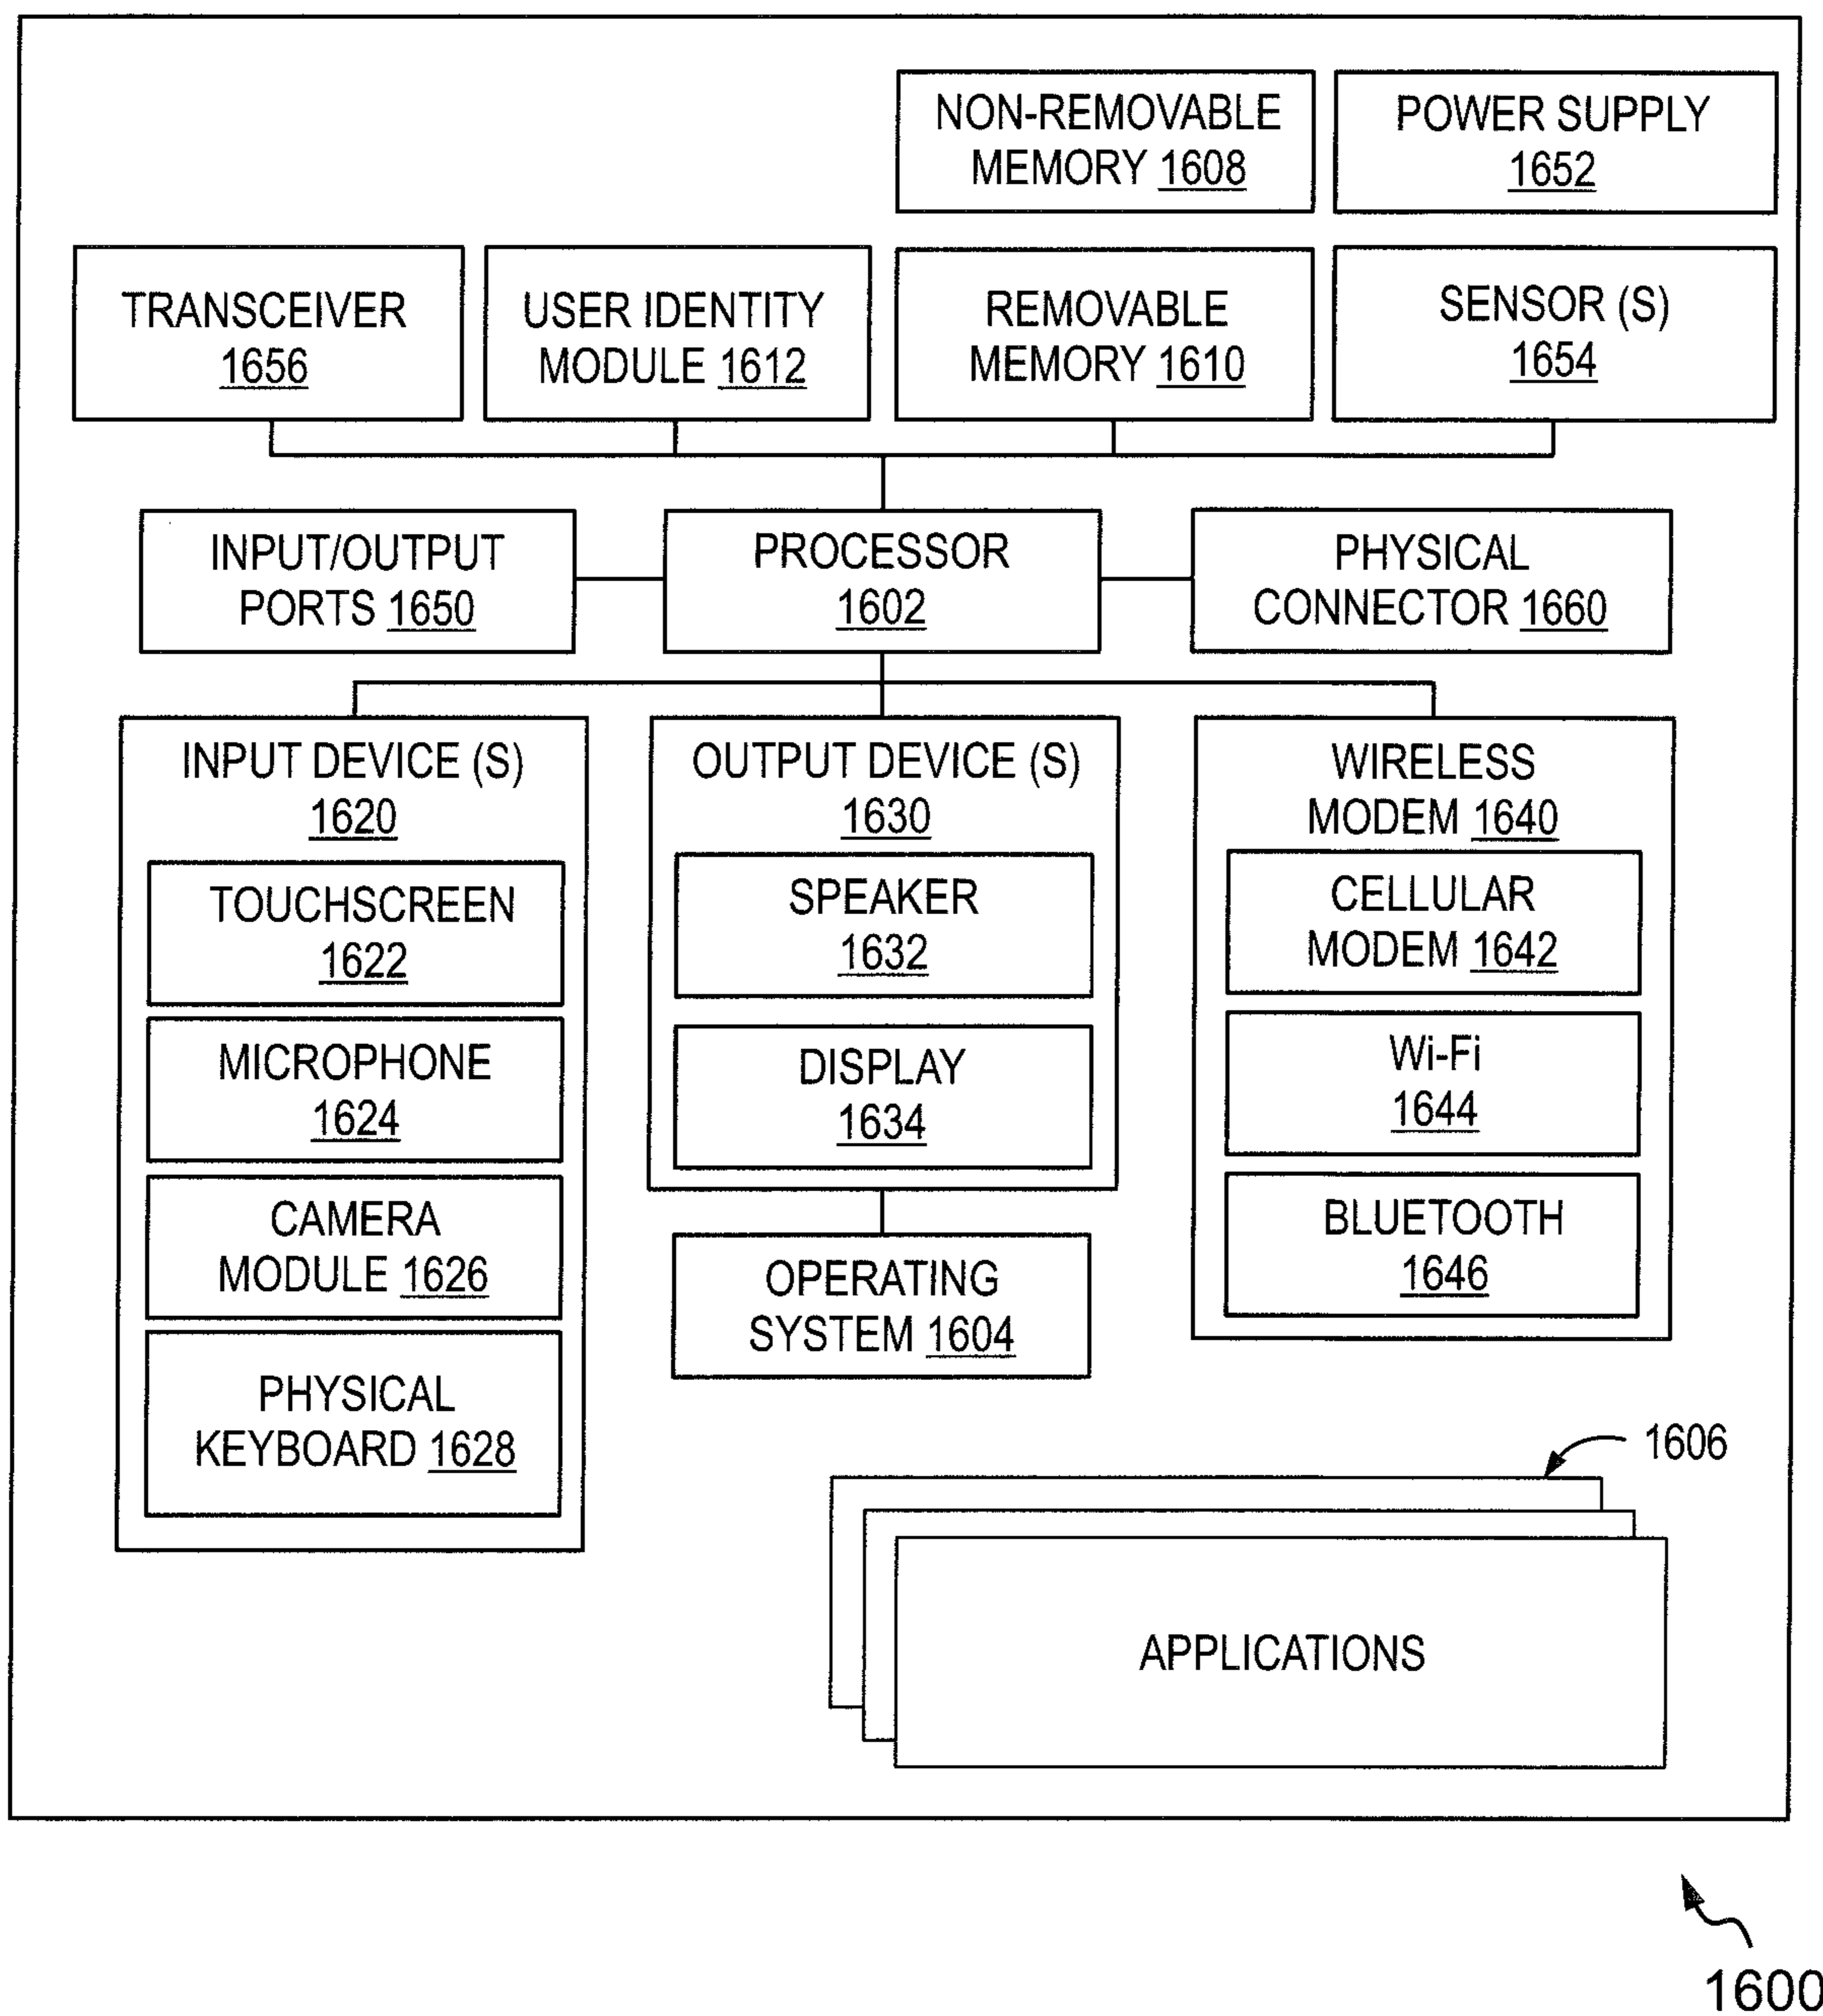 NON-REMOVABLE
MEMORY 1608
POWER SUPPLY
1652
TRANSCEIVER
1656
USER IDENTITY
MODULE 1612
REMOVABLE
MEMORY 1610
SENSOR (S)
1654
INPUT/OUTPUT
PORTS 1650
PROCESSOR
1602
PHYSICAL
CONNECTOR 1660
INPUT DEVICE (S)
1620
TOUCHSCREEN
1622
MICROPHONE
1624
CAMERA
MODULE 1626
PHYSICAL
KEYBOARD 1628
OUTPUT DEVICE (S)
1630
SPEAKER
1632
DISPLAY
1634
OPERATING
SYSTEM 1604
WIRELESS
MODEM 1640
CELLULAR
MODEM 1642
Wi-Fi
1644
BLUETOOTH
1646
1606
APPLICATIONS
1600